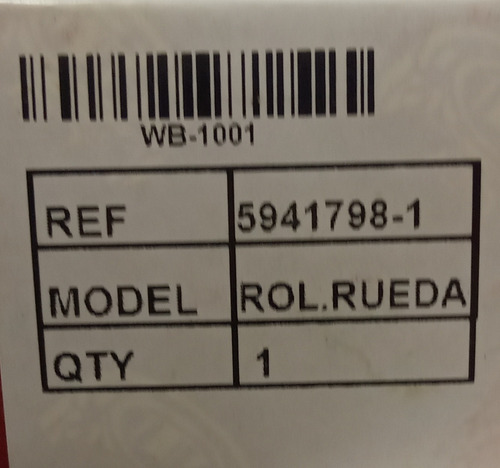 WB-1001
REF 5941798-1
MODEL ROL.RUEDA
QTY 1